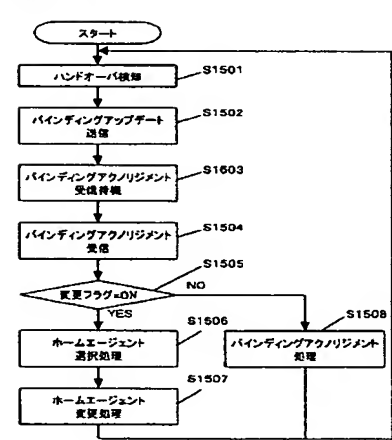 スタート
ハンドオーバ検知
S1501
バインディングアップデート
送信
S1502
バインディングアクノリジメント
受信待機
S1603
バインディングアクノリジメント
受信
S1504
変更フラグ=ON
S1505
NO
YES
ホームエージェント
選択処理
S1506
バインディングアクノリジメント
処理
S1508
ホームエージェント
変更処理
S1507